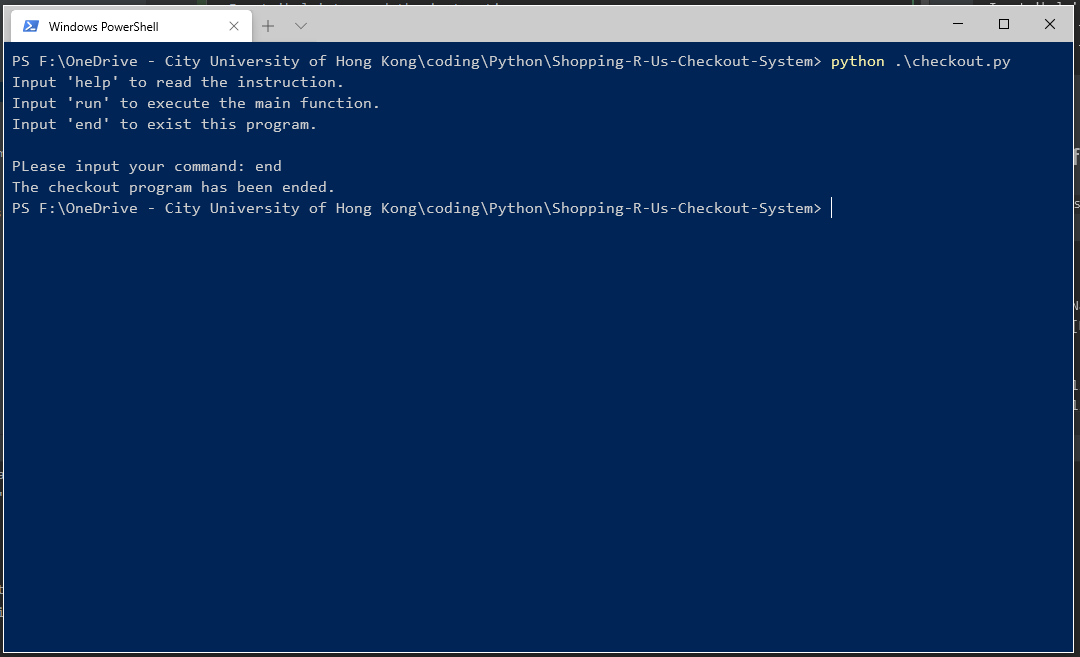 Windows PowerShell
PS F:\OneDrive - City University of Hong Kong\coding\Python\Shopping-R-Us-Checkout-System> python .\checkout.py
Input 'help' to read the instruction.
Input 'run' to execute the main function.
Input 'end' to exist this program.
PLease input your command: end
The checkout program has been ended.
PS F:\OneDrive - City University of Hong Kong\coding\Python\Shopping-R-Us-Checkout-System>